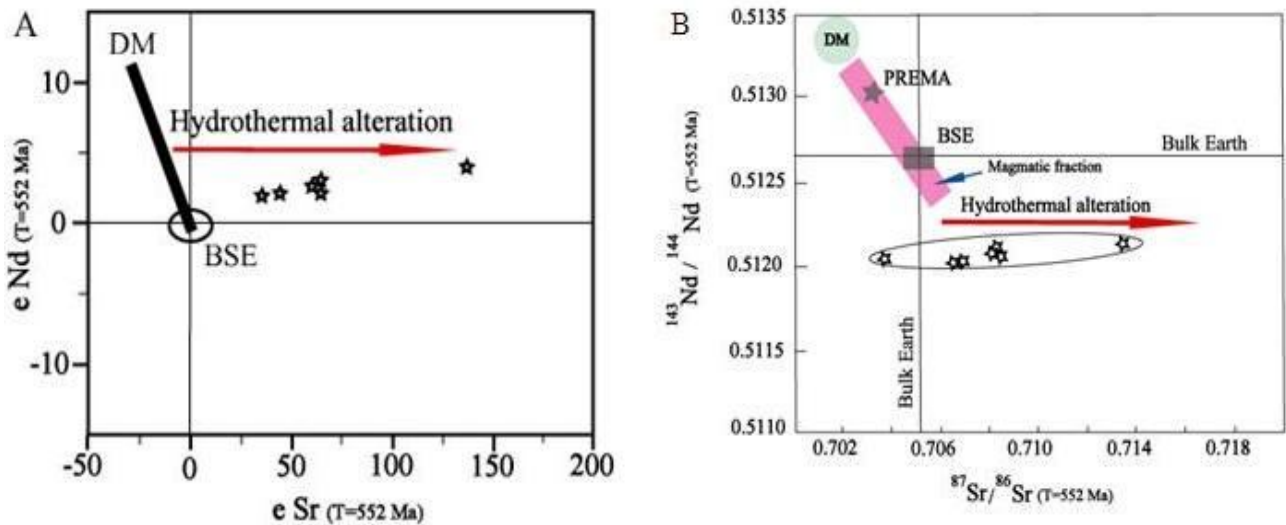 A
DM
10
Hydrothermal alteration
0
BSE
-10
e Nd (T=552 Ma)
-50 0 50 100 150 200
e Sr (T=552 Ma)
B
0.5135
DM
PREMA
0.5130
BSE
Bulk Earth
Magmatic fraction
0.5125
Hydrothermal alteration
0.5120
0.5115
Bulk Earth
0.5110
143Nd / 144Nd (T=552 Ma)
0.702 0.706 0.710 0.714 0.718
87Sr/86Sr (T=552 Ma)